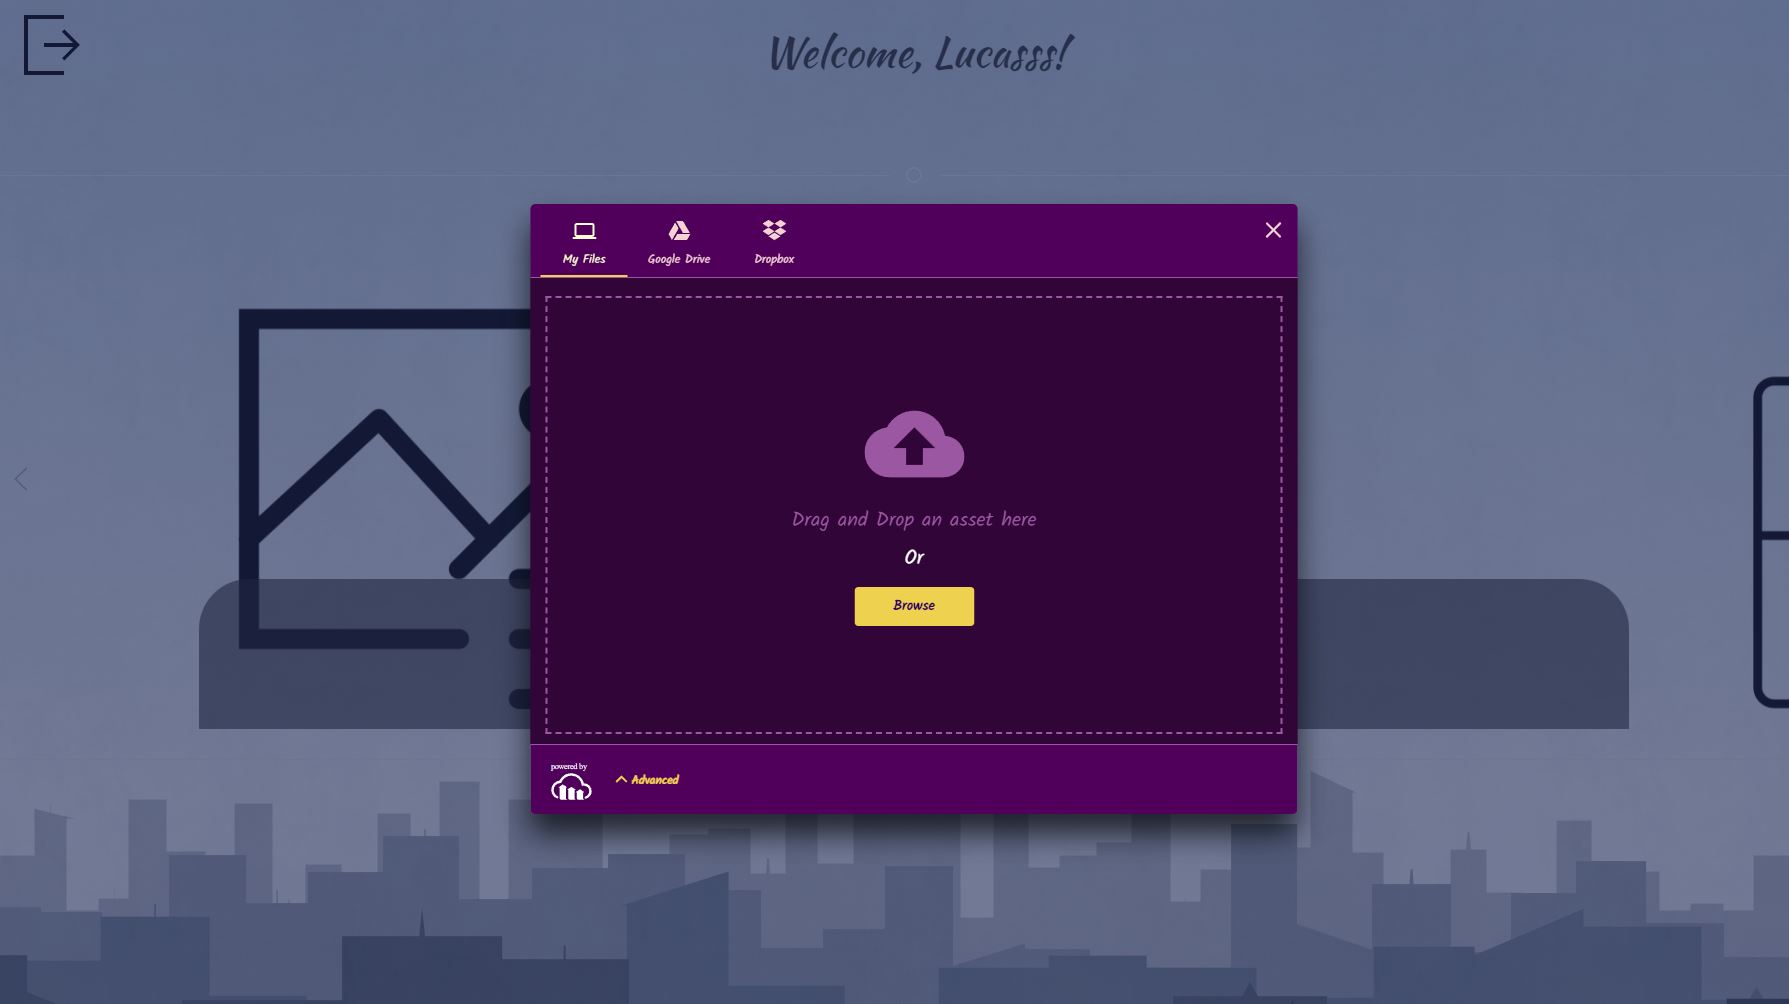 Welcome, Lucasss!
My Files
Google Drive
Dropbox
Drag and Drop an asset here
Or
Browse
powered by
Advanced